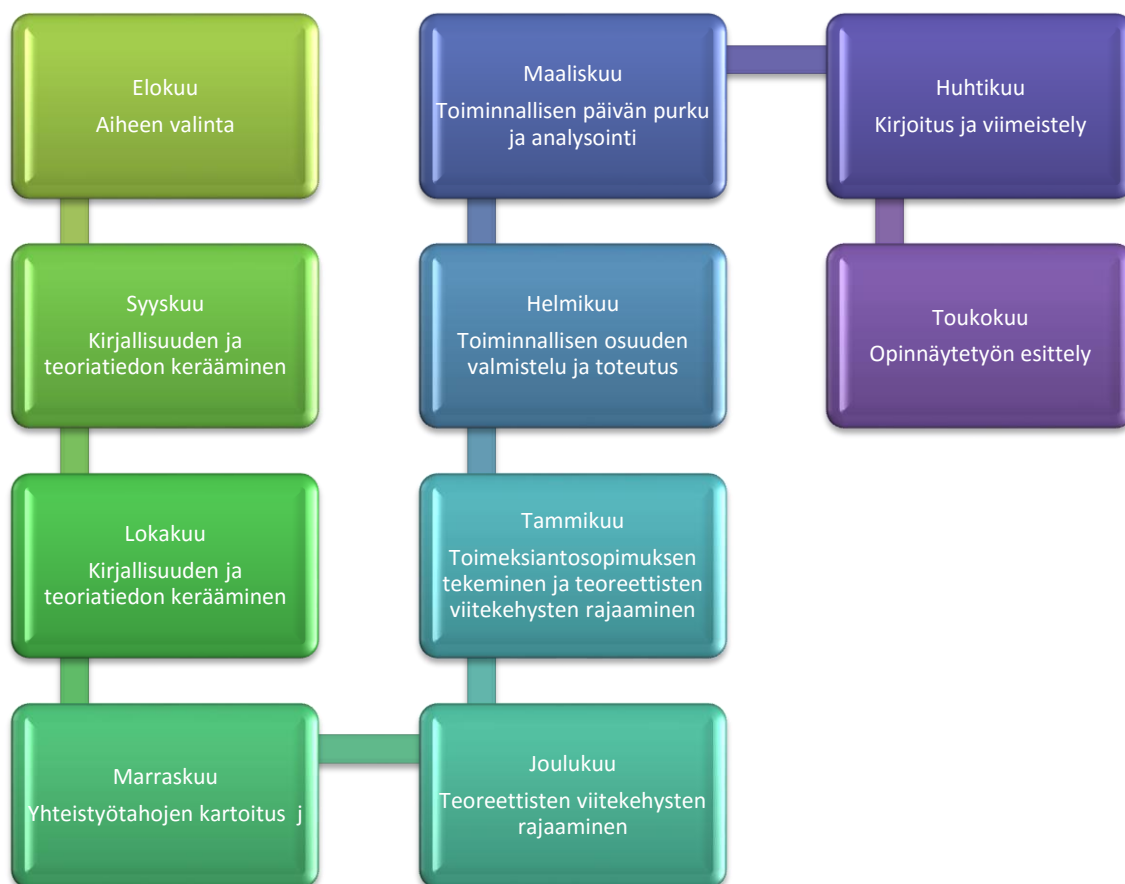 Elokuu
Aiheen valinta
Syyskuu
Kirjallisuuden ja
teoriatiedon kerääminen
Lokakuu
Kirjallisuuden ja
teoriatiedon kerääminen
Marraskuu
Yhteistyötahojen kartoitus j
Joulukuu
Teoreettisten viitekehysten
rajaaminen
Tammikuu
Toimeksiantosopimuksen
tekeminen ja teoreettisten
viitekehysten rajaaminen
Helmikuu
Toiminnallisen osuuden
valmistelu ja toteutus
Maaliskuu
Toiminnallisen päivän purku
ja analysointi
Huhtikuu
Kirjoitus ja viimeistely
Toukokuu
Opinnäytetyön esittely